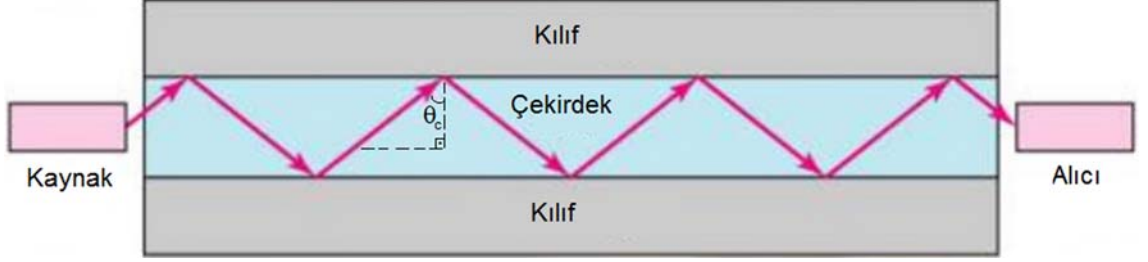 Kılıf
Çekirdek
θc
Kaynak
Alıcı
Kılıf